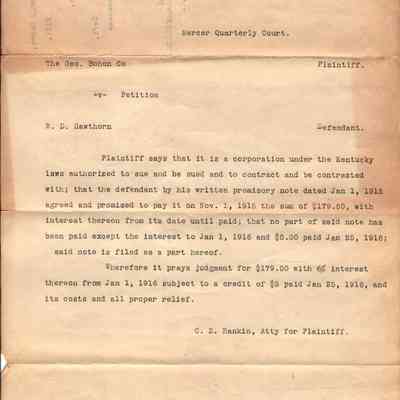 Mercer Quarterly Court.
The Geo. Bohon Co Plaintiff.
-v- Petition
R. D. Hawthorn Defendant.
Plaintiff says that it is a corporation under the Kentucky
laws authorized to sue and be sued and to contract and be contracted
with; that the defendant by his written promisory note dated Jan 1, 1915
agreed and promised to pay it on Nov. 1, 1915 the sum of $179.50, with
interest thereon from its date until paid; that no part of said note has
been paid except the interest to Jan 1, 1916 and $5.00 paid Jan 25, 1916;
said note is filed as a part hereof.
Wherefore it prays judgment for $179.50 with 6% interest
thereon from Jan 1, 1916 subject to a credit of $5 paid Jan 25, 1916, and
its costs and all proper relief.
C. E. Rankin, Atty for Plaintiff.